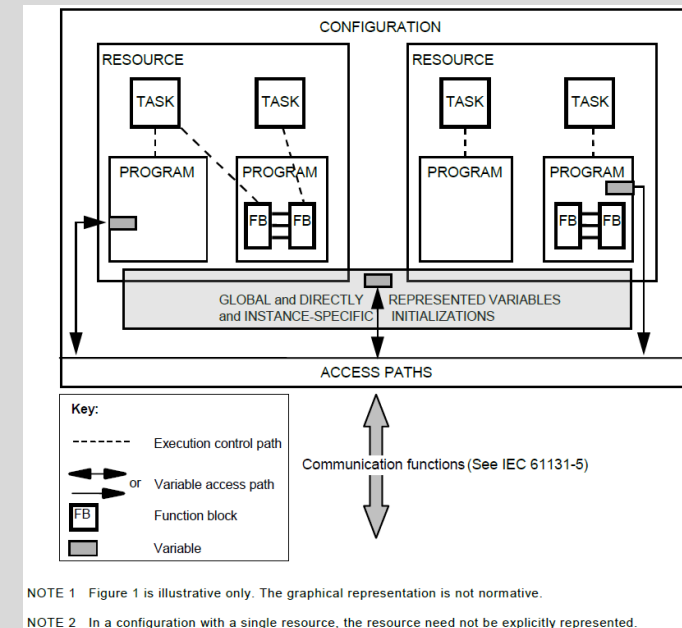 CONFIGURATION
RESOURCE RESOURCE
TASK TASK TASK TASK
PROGRAM PROGRAM PROGRAM PROGRAM
FB FB FB FB
GLOBAL and DIRECTLY REPRESENTED VARIABLES
and INSTANCE-SPECIFIC INITIALIZATIONS
ACCESS PATHS
Key:
Execution control path
or Variable access path
FB Function block
Variable
Communication functions (See IEC 61131-5)
NOTE 1 Figure 1 is illustrative only. The graphical representation is not normative.
NOTE 2 In a configuration with a single resource, the resource need not be explicitly represented.